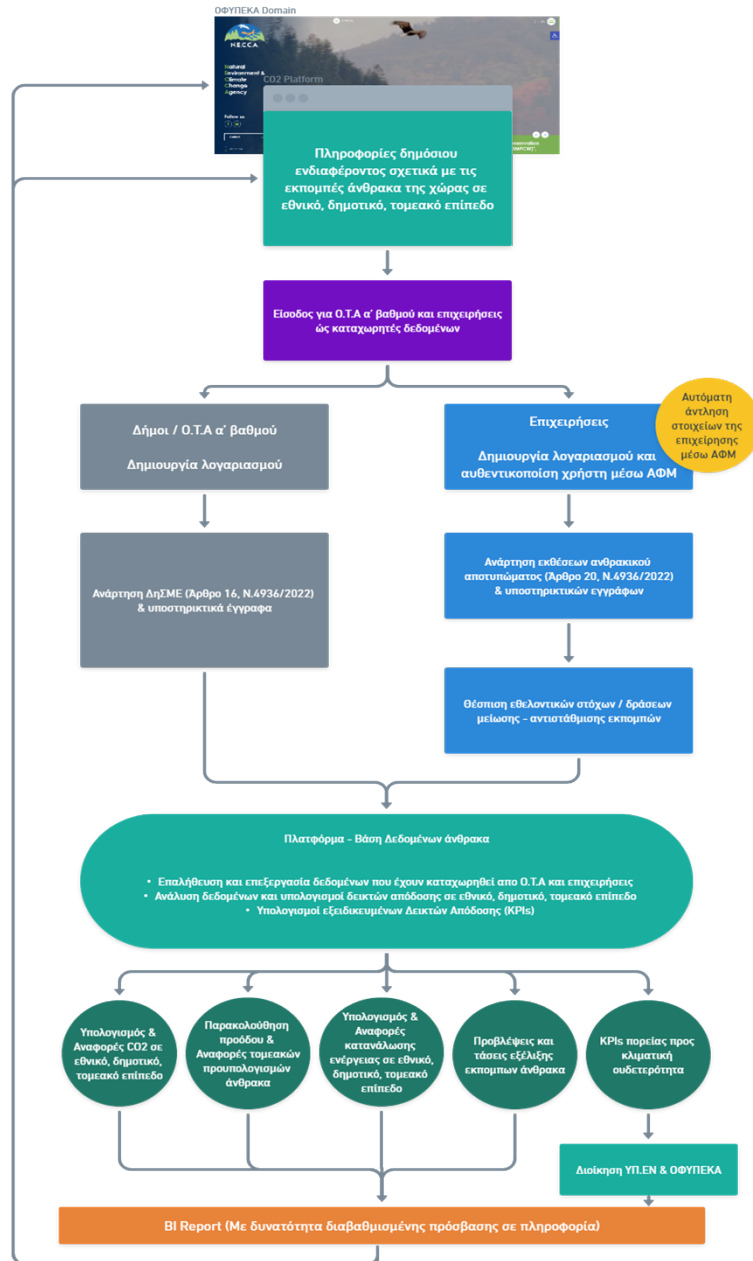 ΟΦΥΠΕΚΑ Domain
N.E.C.C.A.
Natural
Environment &
Climate
Change
Agency
Follow us
CO2 Platform
Πληροφορίες δημόσιου
ενδιαφέροντος σχετικά με τις
εκπομπές άνθρακα της χώρας σε
εθνικό, δημοτικό, τομεακό επίπεδο
Είσοδος για Ο.Τ.Α α' βαθμού και επιχειρήσεις
ώς καταχωρητές δεδομένων
Δήμοι / Ο.Τ.Α α' βαθμού
Δημιουργία λογαριασμού
Επιχειρήσεις
Δημιουργία λογαριασμού και
αυθεντικοποίση χρήστη μέσω ΑΦΜ
Αυτόματη
άντληση
στοιχείων της
επιχείρησης
μέσω ΑΦΜ
Ανάρτηση ΔηΣΜΕ (Άρθρο 16, Ν.4936/2022)
& υποστηρικτικά έγγραφα
Ανάρτηση εκθέσεων ανθρακικού
αποτυπώματος (Άρθρο 20, Ν.4936/2022)
& υποστηρικτικών εγγράφων
Θέσπιση εθελοντικών στόχων / δράσεων
μείωσης - αντιστάθμισης εκπομπών
Πλατφόρμα - Βάση Δεδομένων άνθρακα
• Επαλήθευση και επεξεργασία δεδομένων που έχουν καταχωρηθεί απο Ο.Τ.Α και επιχειρήσεις
• Ανάλυση δεδομένων και υπολογισμοί δεικτών απόδοσης σε εθνικό, δημοτικό, τομεακό επίπεδο
• Υπολογισμοί εξειδικευμένων Δεικτών Απόδοσης (KPIs)
Υπολογισμός &
Αναφορές CO2 σε
εθνικό, δημοτικό,
τομεακό επίπεδο
Παρακολούθηση
προόδου &
Αναφορές τομεακών
προυπολογισμών
άνθρακα
Υπολογισμός &
Αναφορές
κατανάλωσης
ενέργειας σε εθνικό,
δημοτικό, τομεακό
επίπεδο
Προβλέψεις και
τάσεις εξέλιξης
εκπομπων άνθρακα
KPIs πορείας προς
κλιματική
ουδετερότητα
Διοίκηση ΥΠ.ΕΝ & ΟΦΥΠΕΚΑ
BI Report (Με δυνατότητα διαβαθμισμένης πρόσβασης σε πληροφορία)